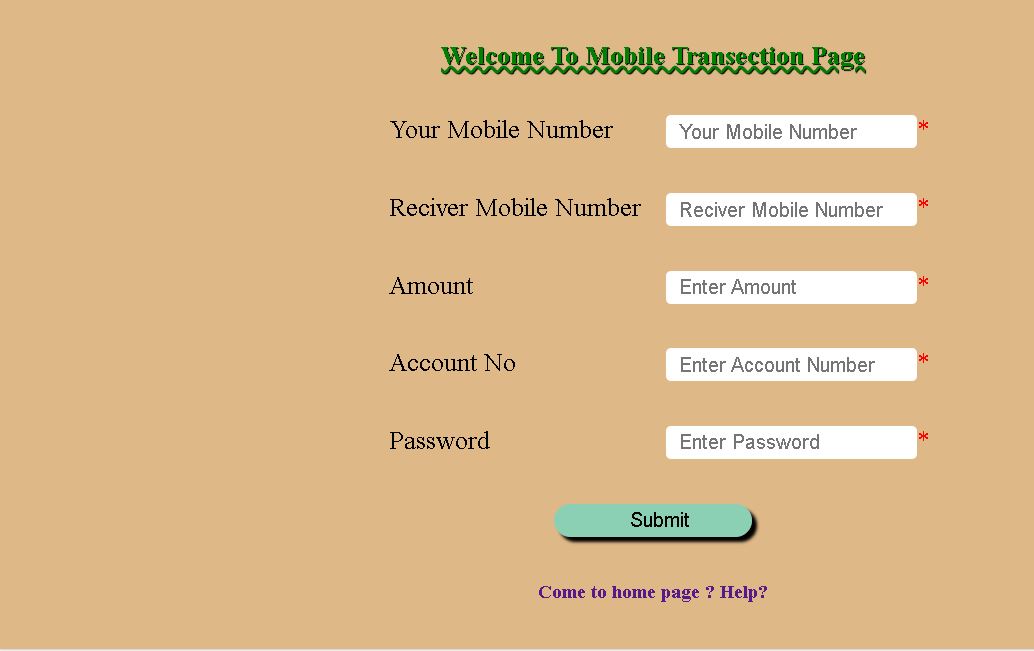 Welcome To Mobile Transection Page
Your Mobile Number Your Mobile Number *
Reciver Mobile Number Reciver Mobile Number *
Amount Enter Amount *
Account No Enter Account Number *
Password Enter Password *
Submit
Come to home page ? Help?